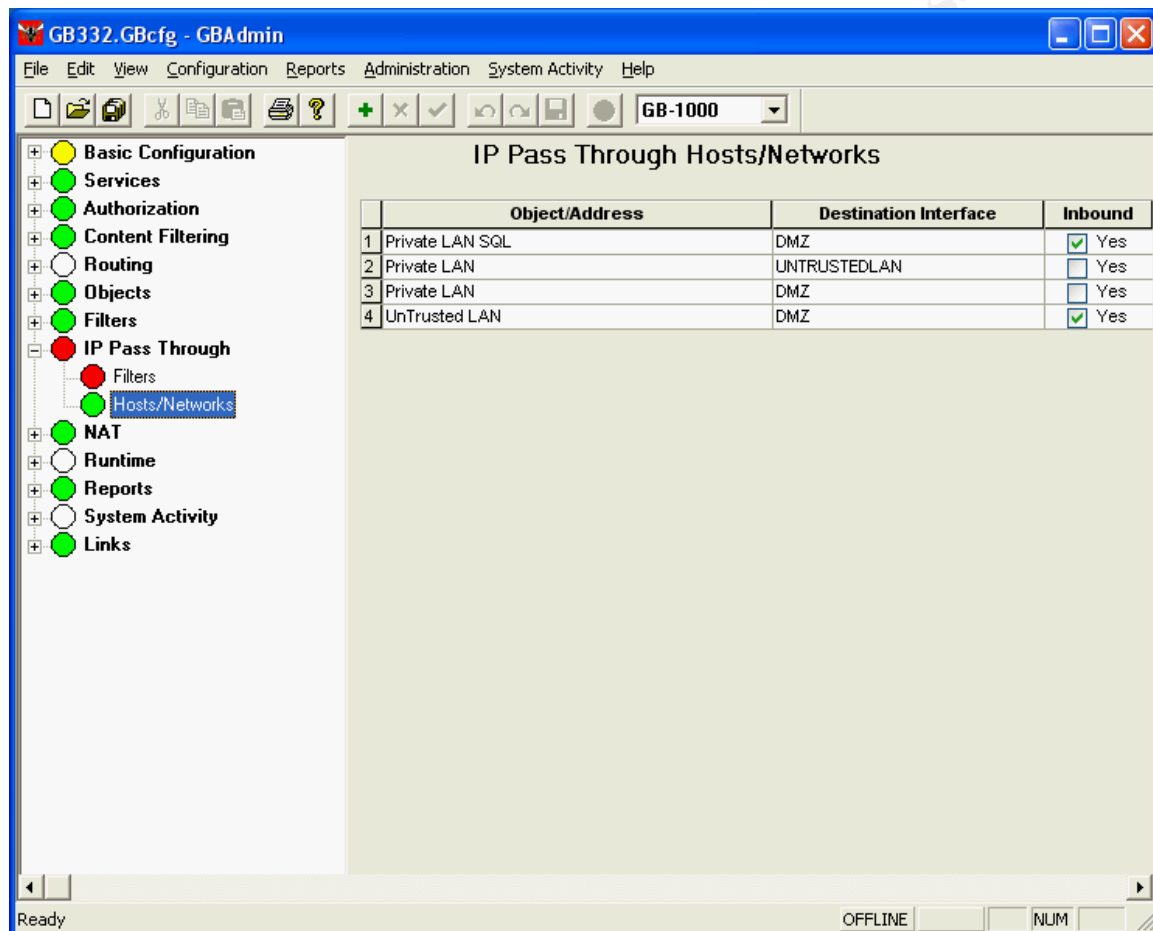 GB332.GBcfg - GBAdmin
File Edit View Configuration Reports Administration System Activity Help
GB-1000
Basic Configuration
Services
Authorization
Content Filtering
Routing
Objects
Filters
IP Pass Through
Filters
Hosts/Networks
NAT
Runtime
Reports
System Activity
Links
IP Pass Through Hosts/Networks
Object/Address Destination Interface Inbound
1 Private LAN SQL DMZ Yes
2 Private LAN UNTRUSTEDLAN Yes
3 Private LAN DMZ Yes
4 UnTrusted LAN DMZ Yes
Ready OFFLINE NUM